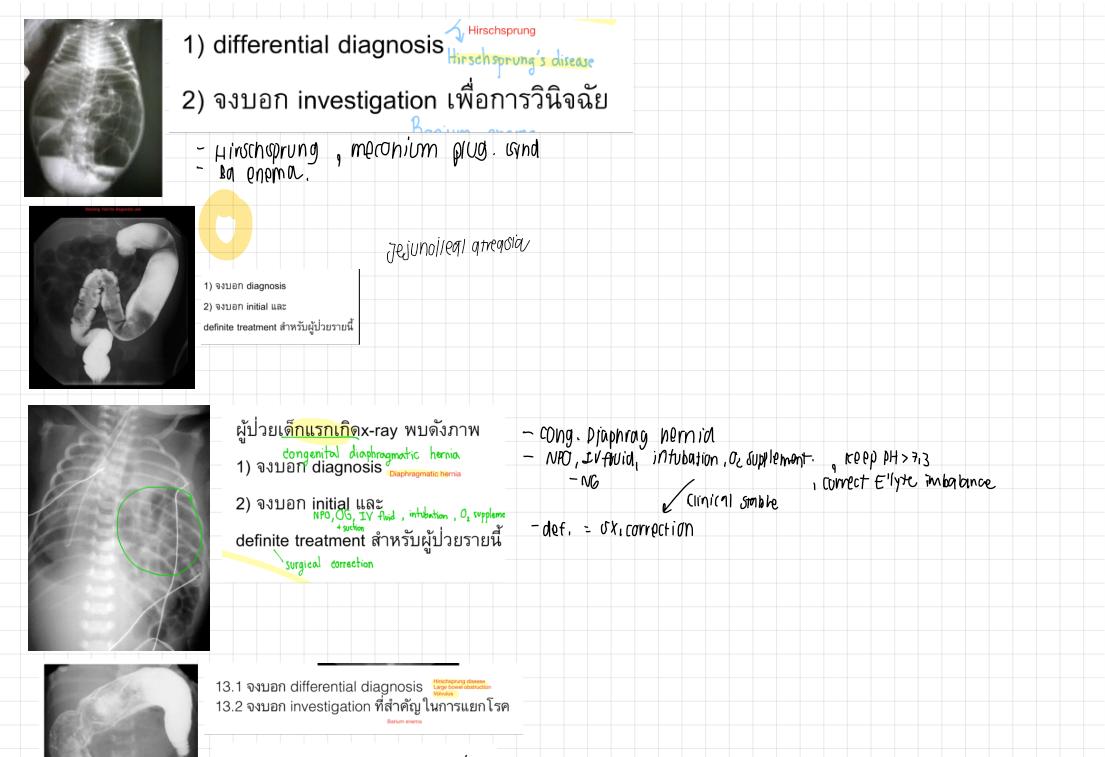 1) differential diagnosis
Hirschsprung
Hirschsprung's disease
2) จงบอก investigation เพื่อการวินิจฉัย
Barium enema
- Hirschsprung , meconium plug. synd
- Ba enema.
Jejunoileal atresia
1) จงบอก diagnosis
2) จงบอก initial และ
definite treatment สำหรับผู้ป่วยรายนี้
ผู้ป่วยเด็กแรกเกิดx-ray พบดังภาพ
congenital diaphragmatic hernia
1) จงบอก diagnosis Diaphragmatic hernia
2) จงบอก initial และ
NPO, OG, IV fluid , intubation , O2 suppleme
+ suction
definite treatment สำหรับผู้ป่วยรายนี้
surgical correction
- cong. Diaphrag hernia
- NPO, IV fluid, intubation, O2 supplement. , keep pH > 7.3
- NG , correct E'lyte imbalance
clinical stable
- def. = sx. correction
13.1 จงบอก differential diagnosis
Hirschsprung disease
Large bowel obstruction
Volvulus
13.2 จงบอก investigation ที่สำคัญในการแยกโรค
Barium enema